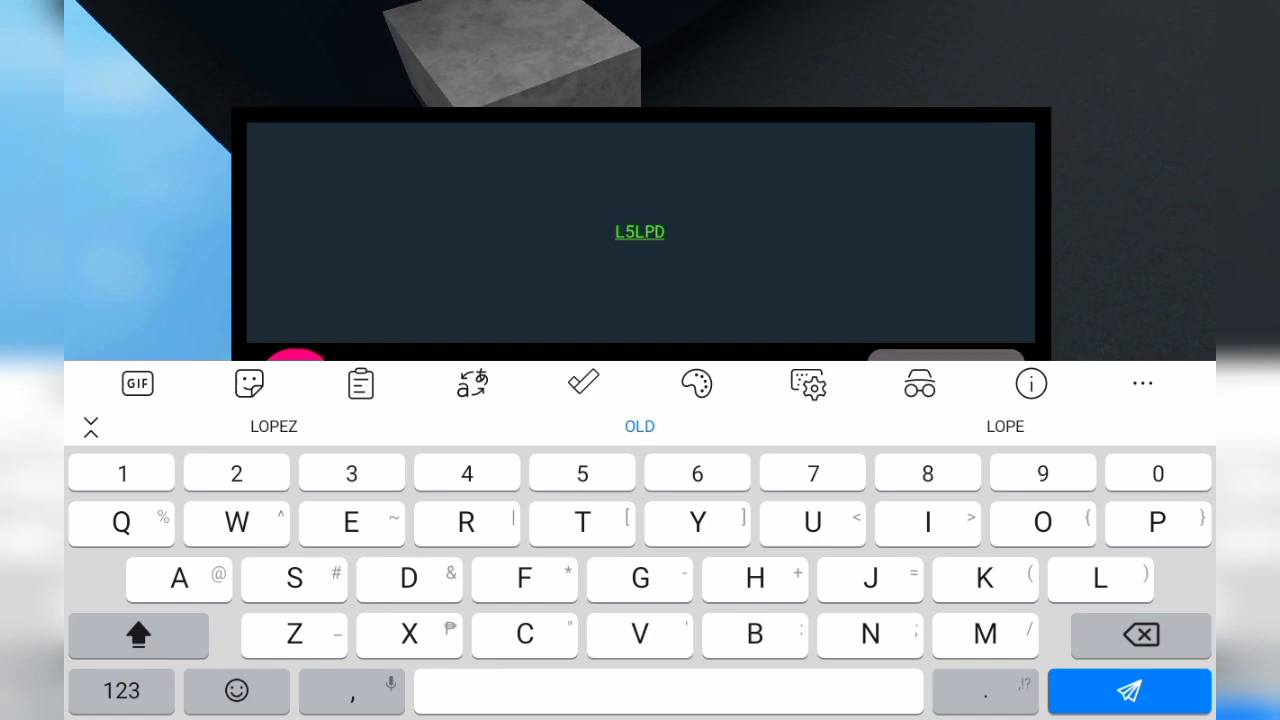 L5LPD
GIF
LOPEZ OLD LOPE
1 2 3 4 5 6 7 8 9 0
Q % W ^ E ~ R | T [ Y ] U < I > O { P }
A @ S # D & F * G - H + J = K ( L )
Z _ X ₱ C " V ' B : N ; M /
123 , . ,!?